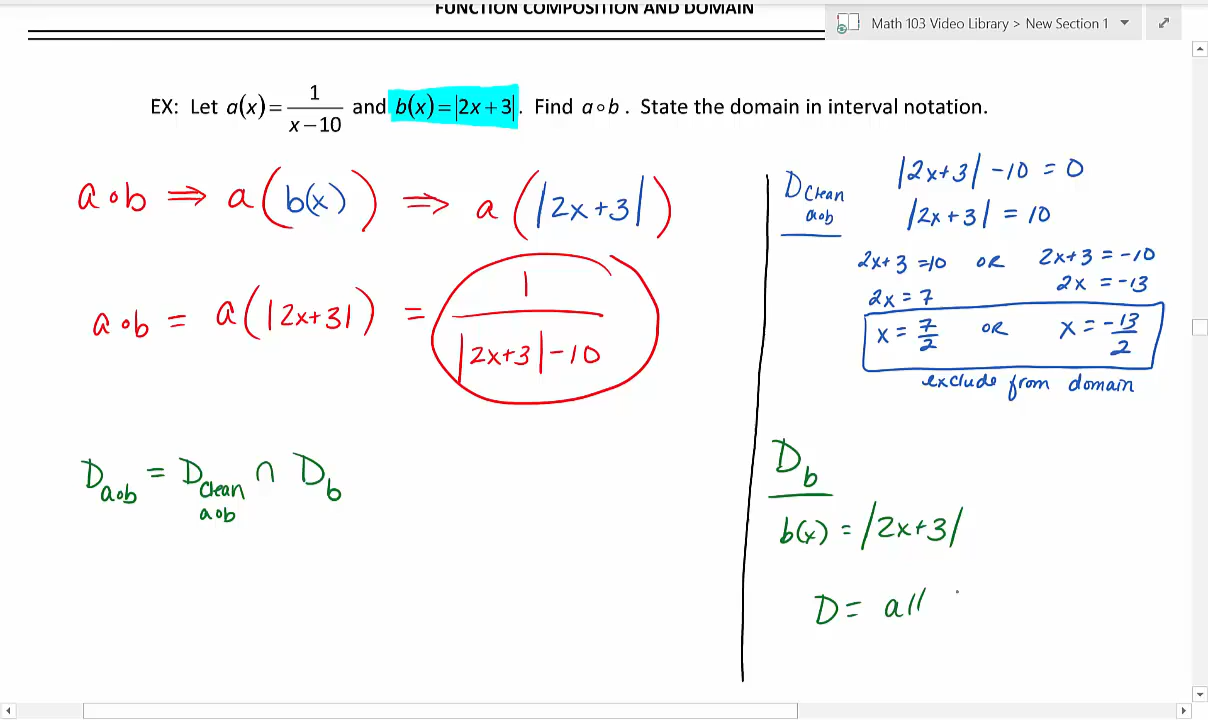 FUNCTION COMPOSITION AND DOMAIN
Math 103 Video Library > New Section 1
EX: Let a(x) = 1/(x−10) and b(x) = |2x+3|. Find a∘b. State the domain in interval notation.
a∘b ⇒ a(b(x)) ⇒ a(|2x+3|)
a∘b = a(|2x+3|) = 1/(|2x+3|−10)
D_a∘b = D_clean a∘b ∩ D_b
D_clean a∘b
|2x+3| −10 = 0
|2x+3| = 10
2x+3 = 10 OR 2x+3 = −10
2x = 7 2x = −13
x = 7/2 OR x = −13/2
exclude from domain
D_b
b(x) = |2x+3|
D = all